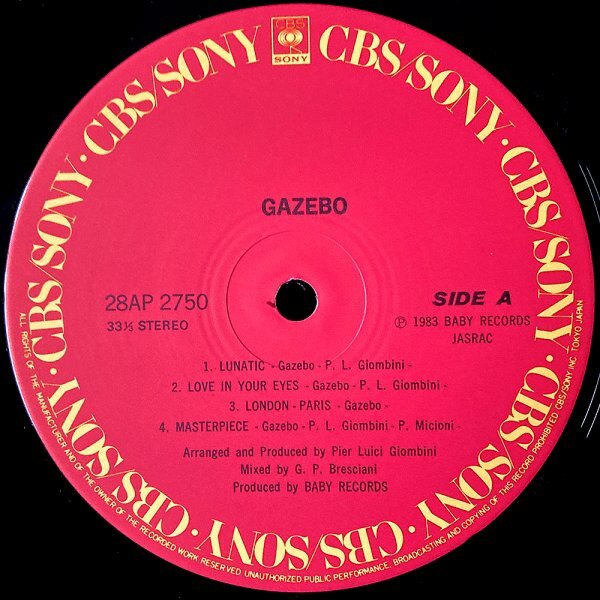 CBS/SONY · CBS/SONY · CBS/SONY · CBS/SONY · CBS/SONY · CBS/SONY · CBS/SONY · CBS/SONY · CBS/SONY
CBS
SONY
GAZEBO
28AP 2750
33⅓ STEREO
SIDE A
Ⓟ 1983 BABY RECORDS
JASRAC
1. LUNATIC - Gazebo - P. L. Giombini -
2. LOVE IN YOUR EYES - Gazebo - P. L. Giombini -
3. LONDON - PARIS - Gazebo -
4. MASTERPIECE - Gazebo - P. L. Giombini - P. Micioni -
Arranged and Produced by Pier Luici Giombini
Mixed by G. P. Bresciani
Produced by BABY RECORDS
ALL RIGHTS OF THE MANUFACTURER AND OF THE OWNER OF THE RECORDED WORK RESERVED. UNAUTHORIZED PUBLIC PERFORMANCE, BROADCASTING AND COPYING OF THIS RECORD PROHIBITED CBS/SONY INC. TOKYO JAPAN